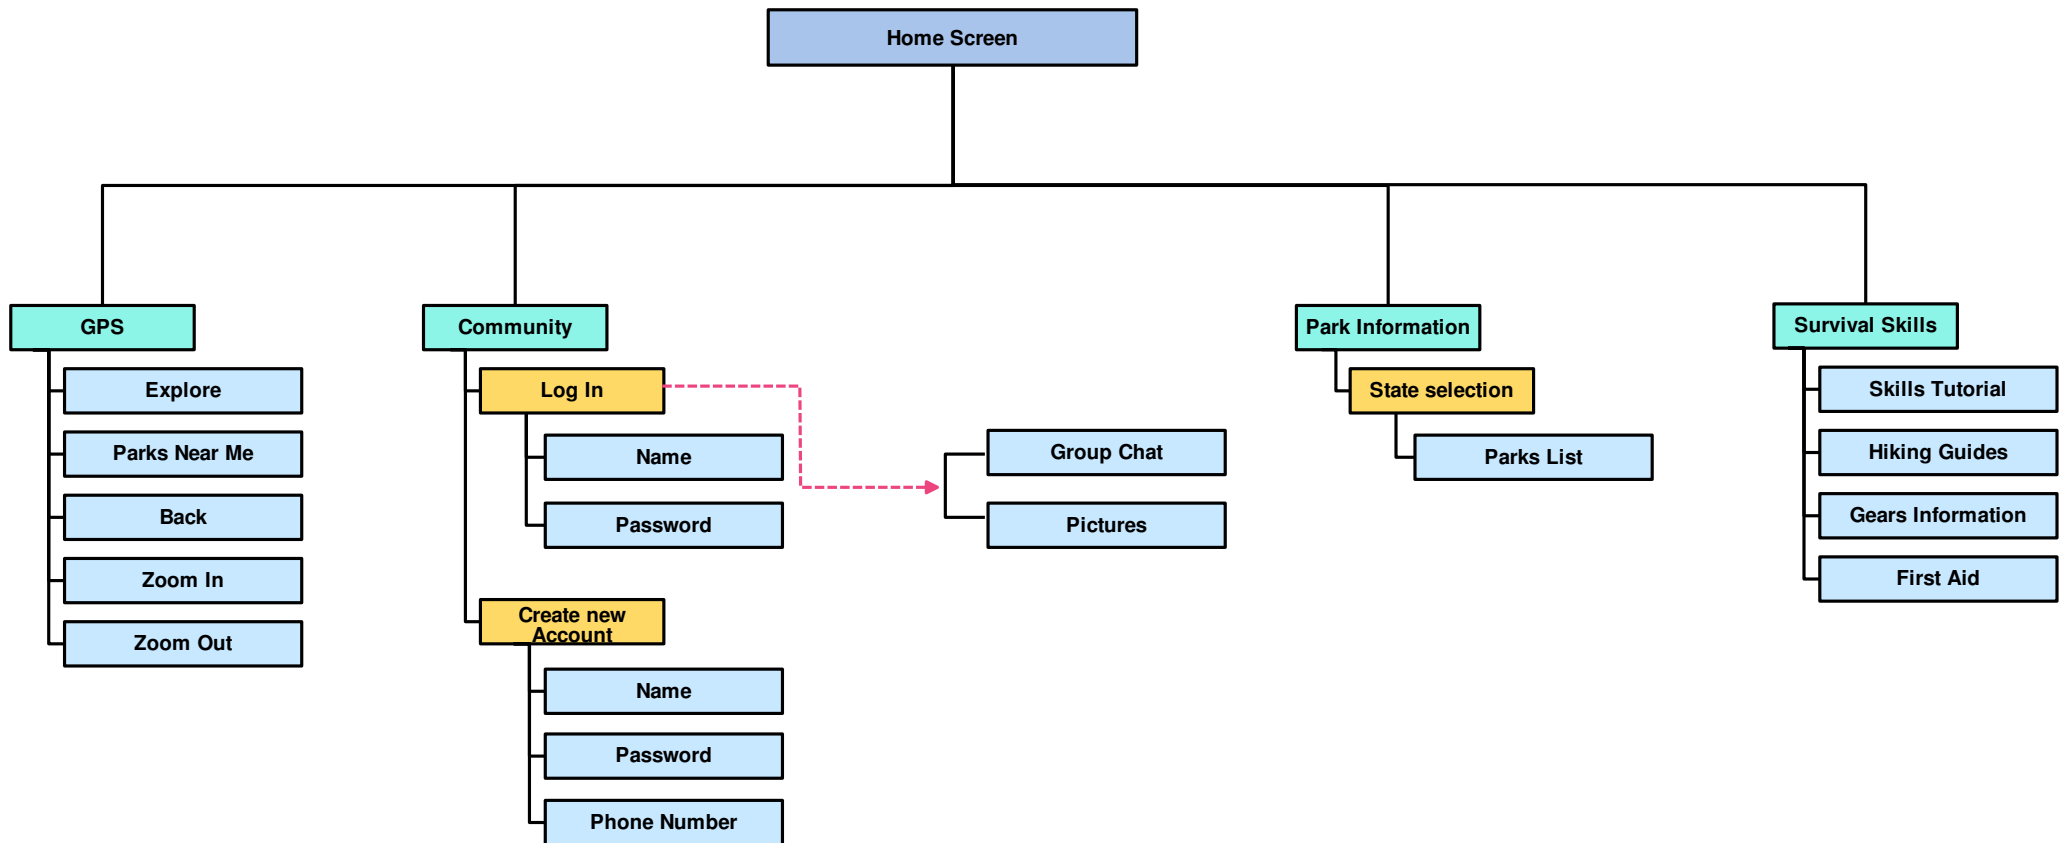 Home Screen
GPS
Explore
Parks Near Me
Back
Zoom In
Zoom Out
Community
Log In
Name
Password
Group Chat
Pictures
Create new
Account
Name
Password
Phone Number
Park Information
State selection
Parks List
Survival Skills
Skills Tutorial
Hiking Guides
Gears Information
First Aid